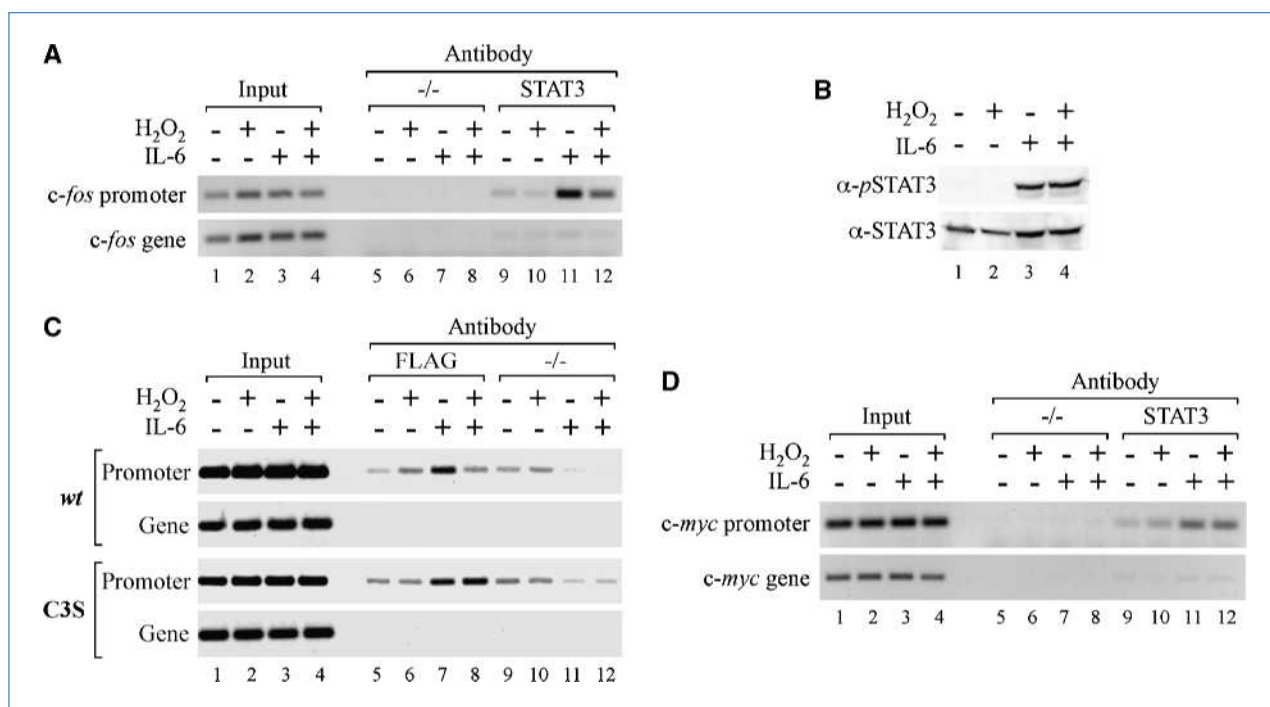 A
Antibody
Input -/- STAT3
H₂O₂ - + - + - + - + - + - +
IL-6 - - + + - - + + - - + +
c-fos promoter
c-fos gene
1 2 3 4 5 6 7 8 9 10 11 12
B
H₂O₂ - + - +
IL-6 - - + +
α-pSTAT3
α-STAT3
1 2 3 4
C
Antibody
Input FLAG -/-
H₂O₂ - + - + - + - + - + - +
IL-6 - - + + - - + + - - + +
wt
Promoter
Gene
C3S
Promoter
Gene
1 2 3 4 5 6 7 8 9 10 11 12
D
Antibody
Input -/- STAT3
H₂O₂ - + - + - + - + - + - +
IL-6 - - + + - - + + - - + +
c-myc promoter
c-myc gene
1 2 3 4 5 6 7 8 9 10 11 12